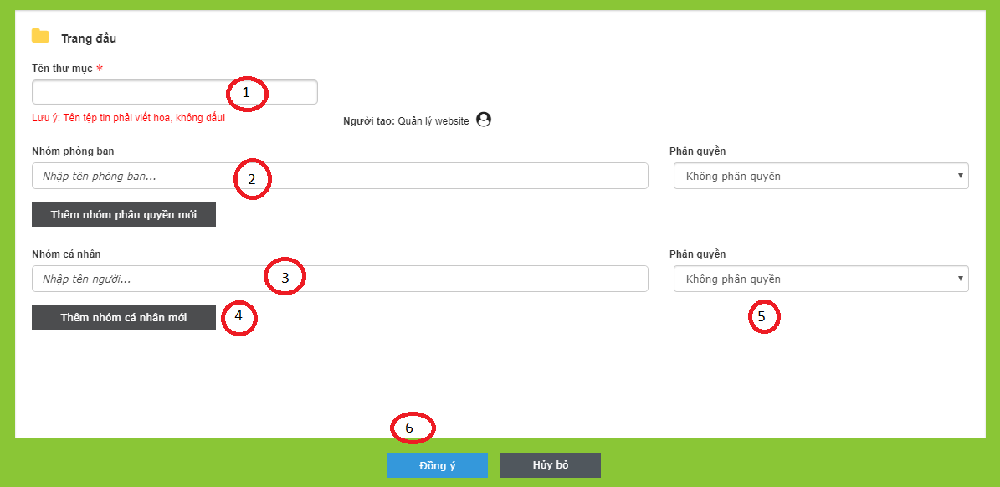 Trang đầu
Tên thư mục *
1
Lưu ý: Tên tệp tin phải viết hoa, không dấu!
Người tạo: Quản lý website
Nhóm phòng ban
Phân quyền
Nhập tên phòng ban... 2
Không phân quyền
Thêm nhóm phân quyền mới
Nhóm cá nhân
Phân quyền
Nhập tên người... 3
Không phân quyền
Thêm nhóm cá nhân mới 4
5
6
Đồng ý
Hủy bỏ